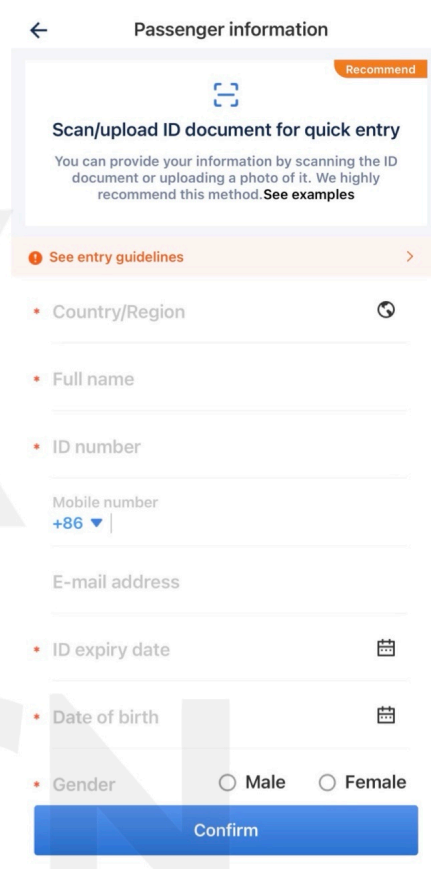 Passenger information
Recommend
Scan/upload ID document for quick entry
You can provide your information by scanning the ID
document or uploading a photo of it. We highly
recommend this method.See examples
See entry guidelines
* Country/Region
* Full name
* ID number
Mobile number
+86
E-mail address
* ID expiry date
* Date of birth
* Gender Male Female
Confirm